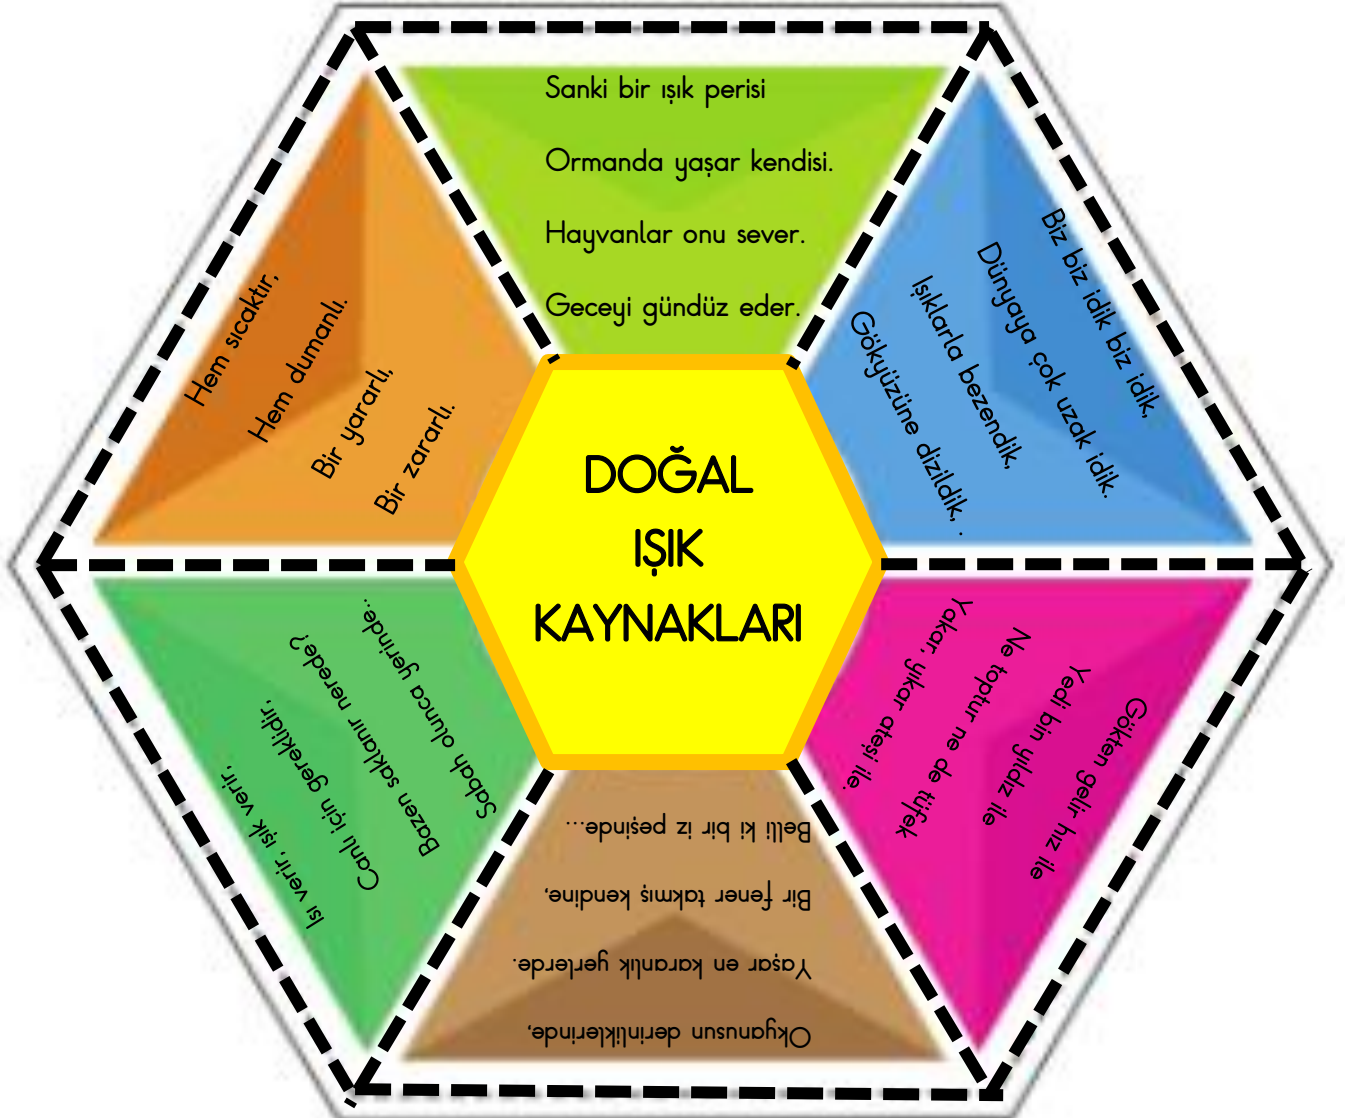 Sanki bir ışık perisi
Ormanda yaşar kendisi.
Hayvanlar onu sever.
Geceyi gündüz eder.
Biz biz idik biz idik,
Dünyaya çok uzak idik.
Işıklarla bezendik,
Gökyüzüne dizildik, .
Gökten gelir hız ile
Yedi bin yıldız ile
Ne toptur ne de tüfek
Yakar, yıkar ateşi ile.
Okyanusun derinliklerinde,
Yaşar en karanlık yerlerde.
Bir fener takmış kendine,
Belli ki bir iz peşinde...
Isı verir, ışık verir,
Canlı için gereklidir,
Bazen saklanır nerede?
Sabah olunca yerinde..
Hem sıcaktır,
Hem dumanlı.
Bir yararlı,
Bir zararlı.
DOĞAL
IŞIK
KAYNAKLARI